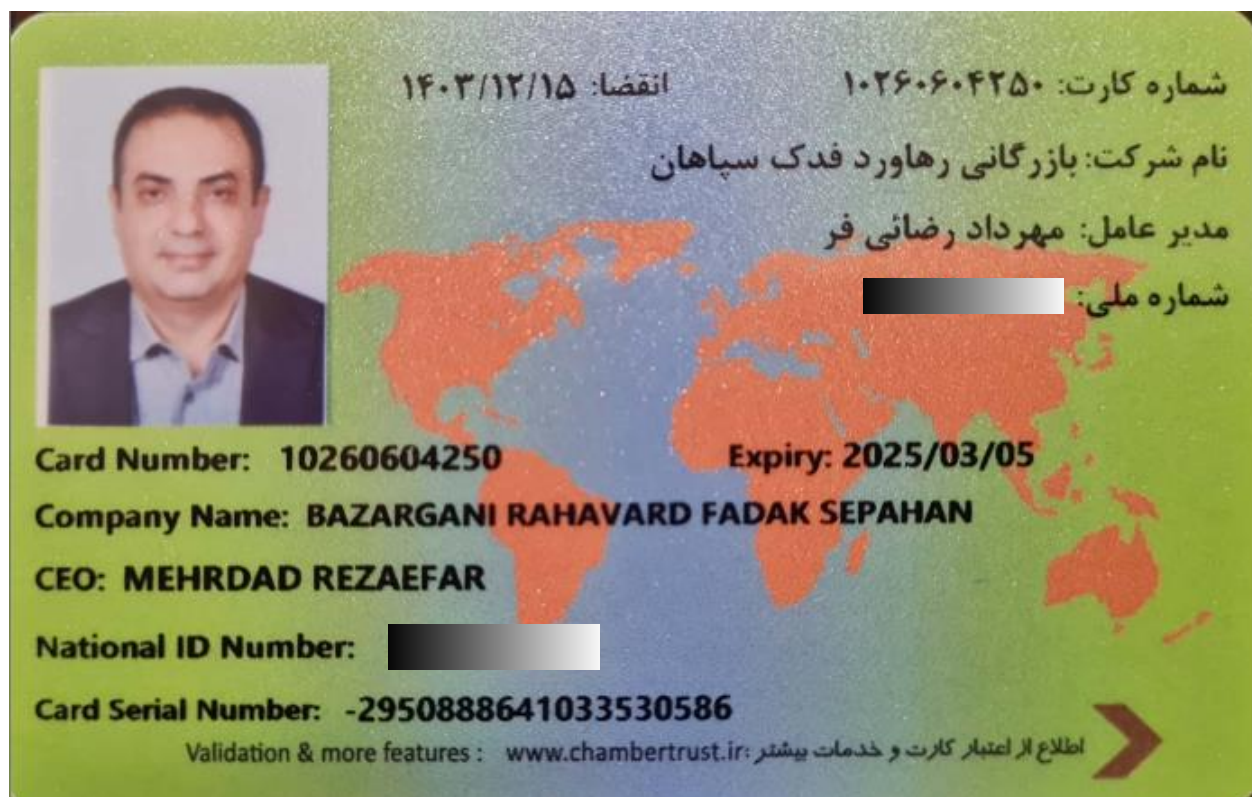 شماره کارت: ۱۰۲۶۰۶۰۴۲۵۰ انقضا: ۱۴۰۳/۱۲/۱۵
نام شرکت: بازرگانی رهاورد فدک سپاهان
مدیر عامل: مهرداد رضائی فر
شماره ملی:
Card Number: 10260604250 Expiry: 2025/03/05
Company Name: BAZARGANI RAHAVARD FADAK SEPAHAN
CEO: MEHRDAD REZAEFAR
National ID Number:
Card Serial Number: -2950888641033530586
Validation & more features : www.chambertrust.ir: اطلاع از اعتبار کارت و خدمات بیشتر